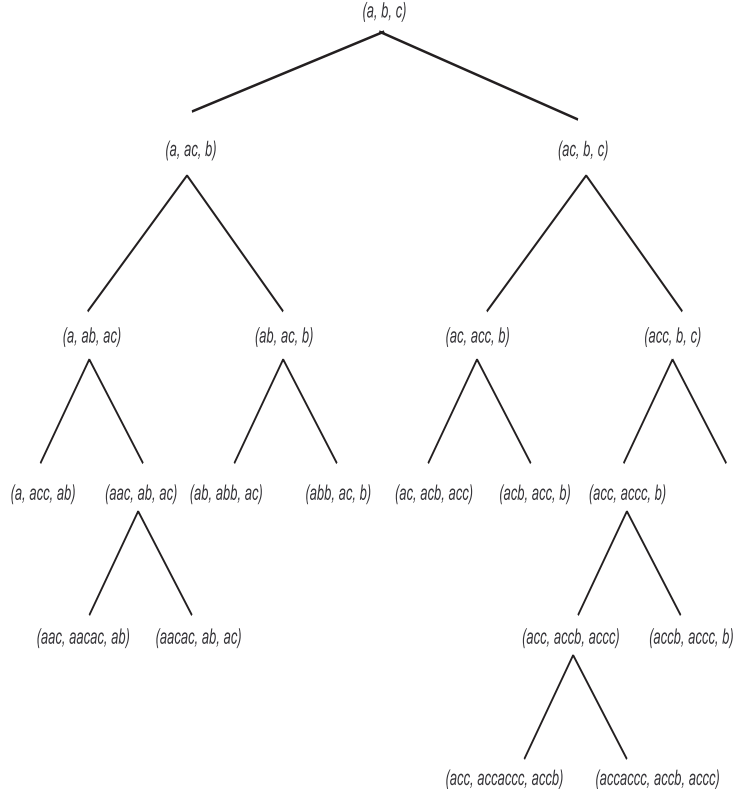 (a, b, c)
(a, ac, b)
(ac, b, c)
(a, ab, ac)
(ab, ac, b)
(ac, acc, b)
(acc, b, c)
(a, acc, ab)
(aac, ab, ac)
(ab, abb, ac)
(abb, ac, b)
(ac, acb, acc)
(acb, acc, b)
(acc, accc, b)
(aac, aacac, ab)
(aacac, ab, ac)
(acc, accb, accc)
(accb, accc, b)
(acc, accaccc, accb)
(accaccc, accb, accc)